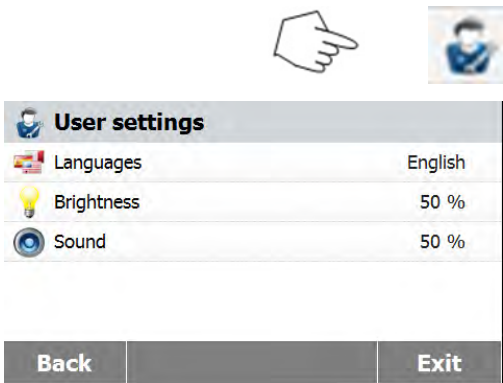 User settings
Languages English
Brightness 50 %
Sound 50 %
Back Exit